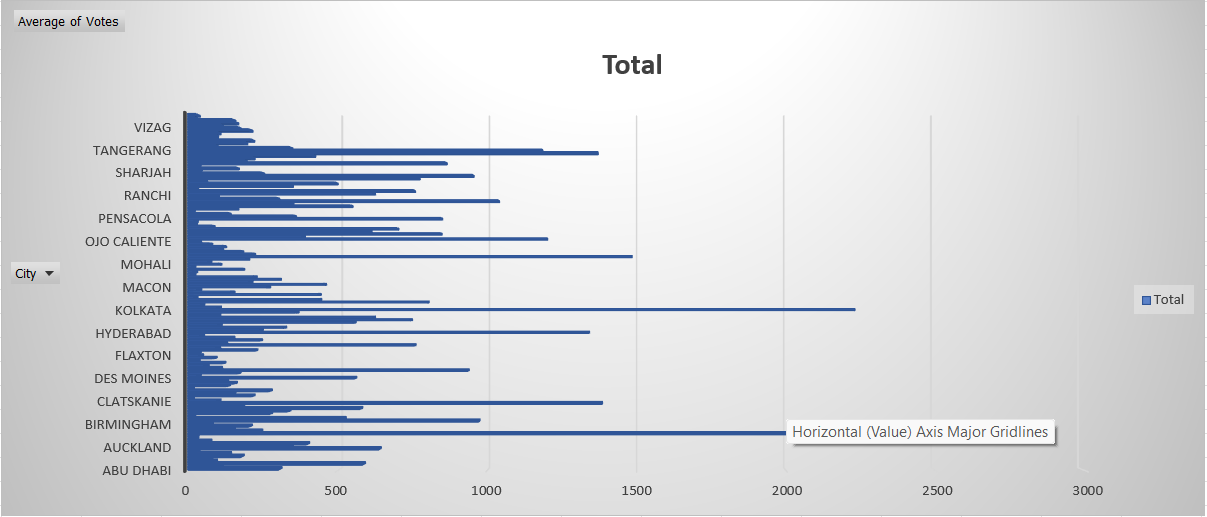 Average of Votes
Total
VIZAG
TANGERANG
SHARJAH
RANCHI
PENSACOLA
OJO CALIENTE
MOHALI
City
MACON
Total
KOLKATA
HYDERABAD
FLAXTON
DES MOINES
CLATSKANIE
BIRMINGHAM
Horizontal (Value) Axis Major Gridlines
AUCKLAND
ABU DHABI
0 500 1000 1500 2000 2500 3000